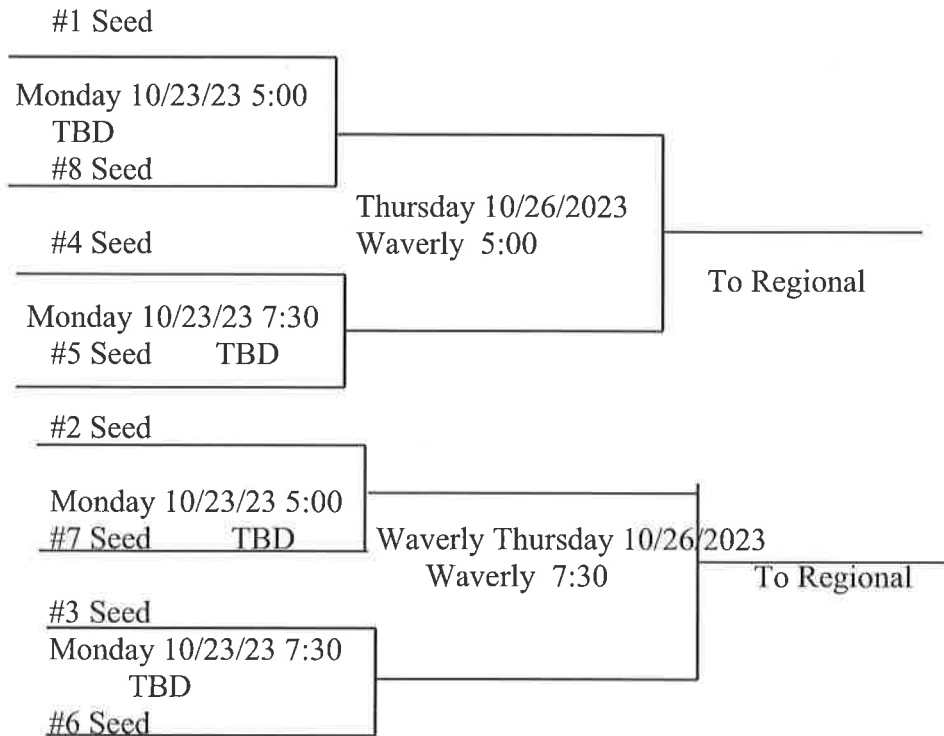 #1 Seed
Monday 10/23/23 5:00
TBD
#8 Seed
Thursday 10/26/2023
Waverly 5:00
#4 Seed
To Regional
Monday 10/23/23 7:30
#5 Seed TBD
#2 Seed
Monday 10/23/23 5:00
#7 Seed TBD
Waverly Thursday 10/26/2023
Waverly 7:30
To Regional
#3 Seed
Monday 10/23/23 7:30
TBD
#6 Seed